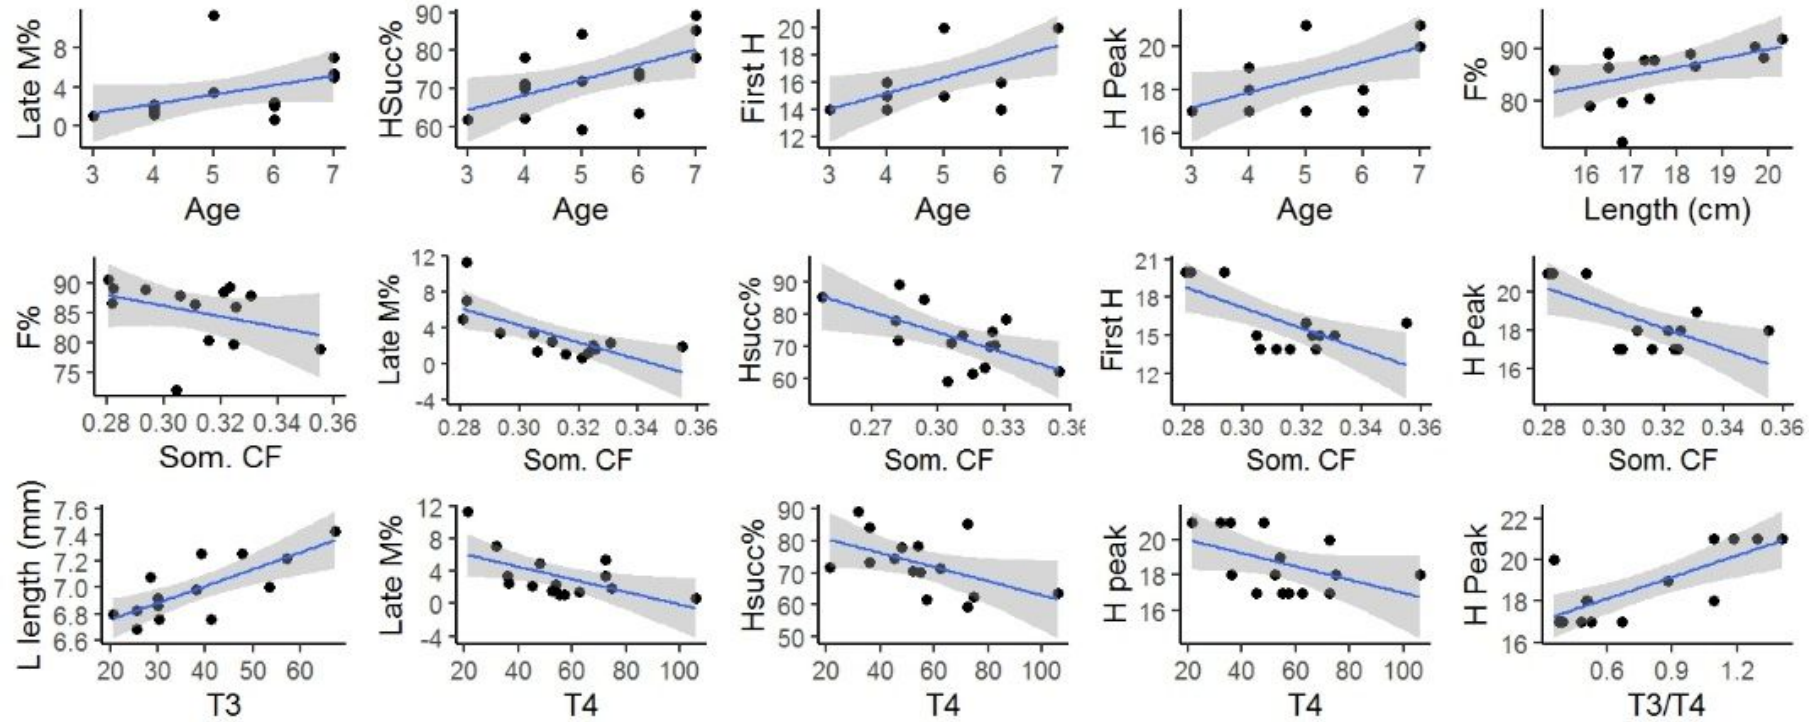 Late M%
8
4
0
3 4 5 6 7
Age
HSucc%
90
80
70
60
3 4 5 6 7
Age
First H
20
18
16
14
12
3 4 5 6 7
Age
H Peak
20
18
16
3 4 5 6 7
Age
F%
90
80
16 17 18 19 20
Length (cm)
F%
90
85
80
75
0.28 0.30 0.32 0.34 0.36
Som. CF
Late M%
12
8
4
0
-4
0.28 0.30 0.32 0.34 0.36
Som. CF
Hsucc%
90
80
70
60
0.27 0.30 0.33 0.36
Som. CF
First H
21
18
15
12
0.28 0.30 0.32 0.34 0.36
Som. CF
H Peak
20
18
16
0.28 0.30 0.32 0.34 0.36
Som. CF
L length (mm)
7.6
7.4
7.2
7.0
6.8
6.6
20 30 40 50 60
T3
Late M%
12
8
4
0
-4
20 40 60 80 100
T4
Hsucc%
90
80
70
60
50
20 40 60 80 100
T4
H peak
20
18
16
20 40 60 80 100
T4
H Peak
22
20
18
16
0.6 0.9 1.2
T3/T4